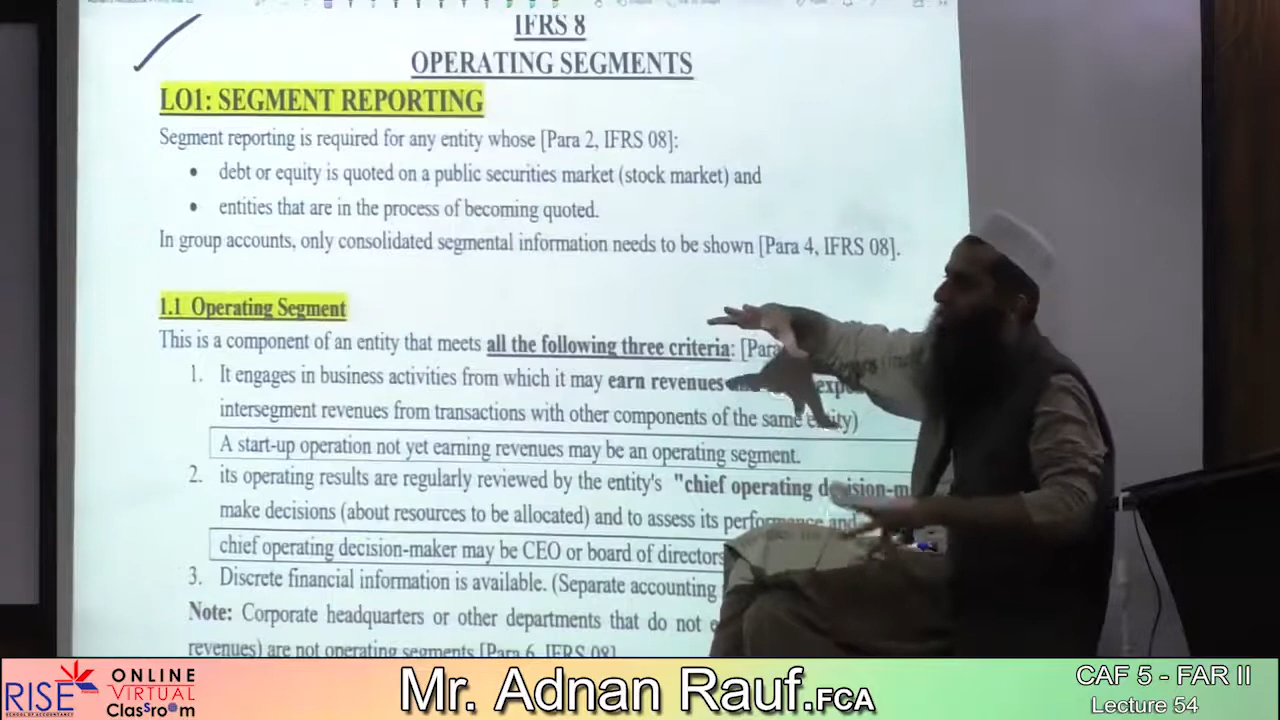 IFRS 8
OPERATING SEGMENTS
LO1: SEGMENT REPORTING
Segment reporting is required for any entity whose [Para 2, IFRS 08]:
• debt or equity is quoted on a public securities market (stock market) and
• entities that are in the process of becoming quoted.
In group accounts, only consolidated segmental information needs to be shown [Para 4, IFRS 08].
1.1 Operating Segment
This is a component of an entity that meets all the following three criteria: [Para
1. It engages in business activities from which it may earn revenues
intersegment revenues from transactions with other components of the same entity)
A start-up operation not yet earning revenues may be an operating segment.
2. its operating results are regularly reviewed by the entity's "chief operating decision-m
make decisions (about resources to be allocated) and to assess its performance and
chief operating decision-maker may be CEO or board of directors
3. Discrete financial information is available. (Separate accounting
Note: Corporate headquarters or other departments that do not e
revenues) are not operating segments [Para 6, IFRS 08]
RISE
SCHOOL OF ACCOUNTANCY
ONLINE
VIRTUAL
Classroom
Mr. Adnan Rauf.FCA
CAF 5 - FAR II
Lecture 54